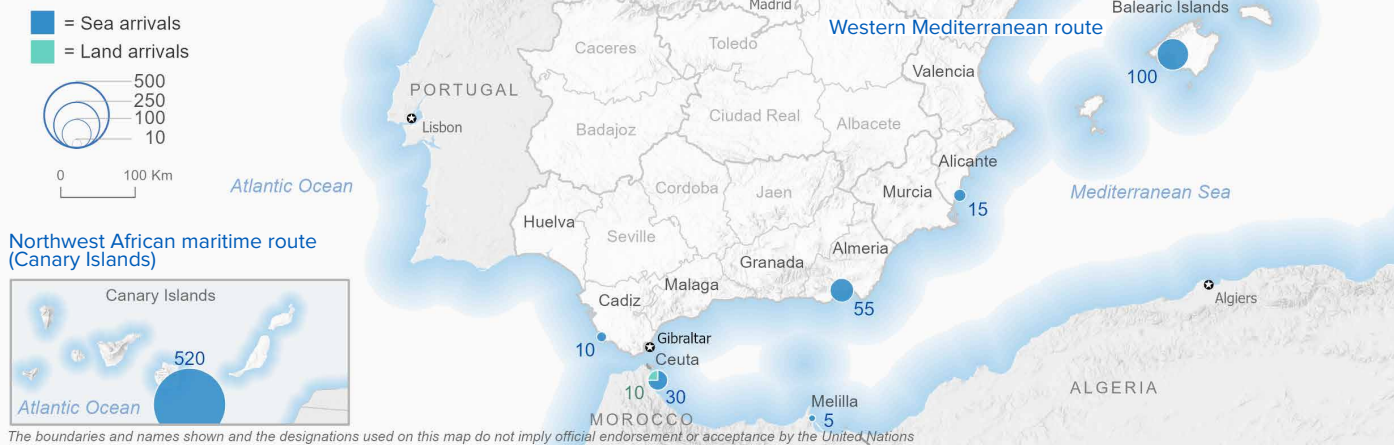 = Sea arrivals
= Land arrivals
500
250
100
10
0 100 Km
Madrid
Western Mediterranean route
Balearic Islands
Caceres
Toledo
Valencia
100
PORTUGAL
Lisbon
Badajoz
Ciudad Real
Albacete
Alicante
Atlantic Ocean
Cordoba
Jaen
Murcia
15
Mediterranean Sea
Huelva
Seville
Almeria
Granada
Malaga
Cadiz
55
Algiers
10
Gibraltar
Ceuta
10
30
MOROCCO
Melilla
5
ALGERIA
Northwest African maritime route
(Canary Islands)
Canary Islands
520
Atlantic Ocean
The boundaries and names shown and the designations used on this map do not imply official endorsement or acceptance by the United Nations